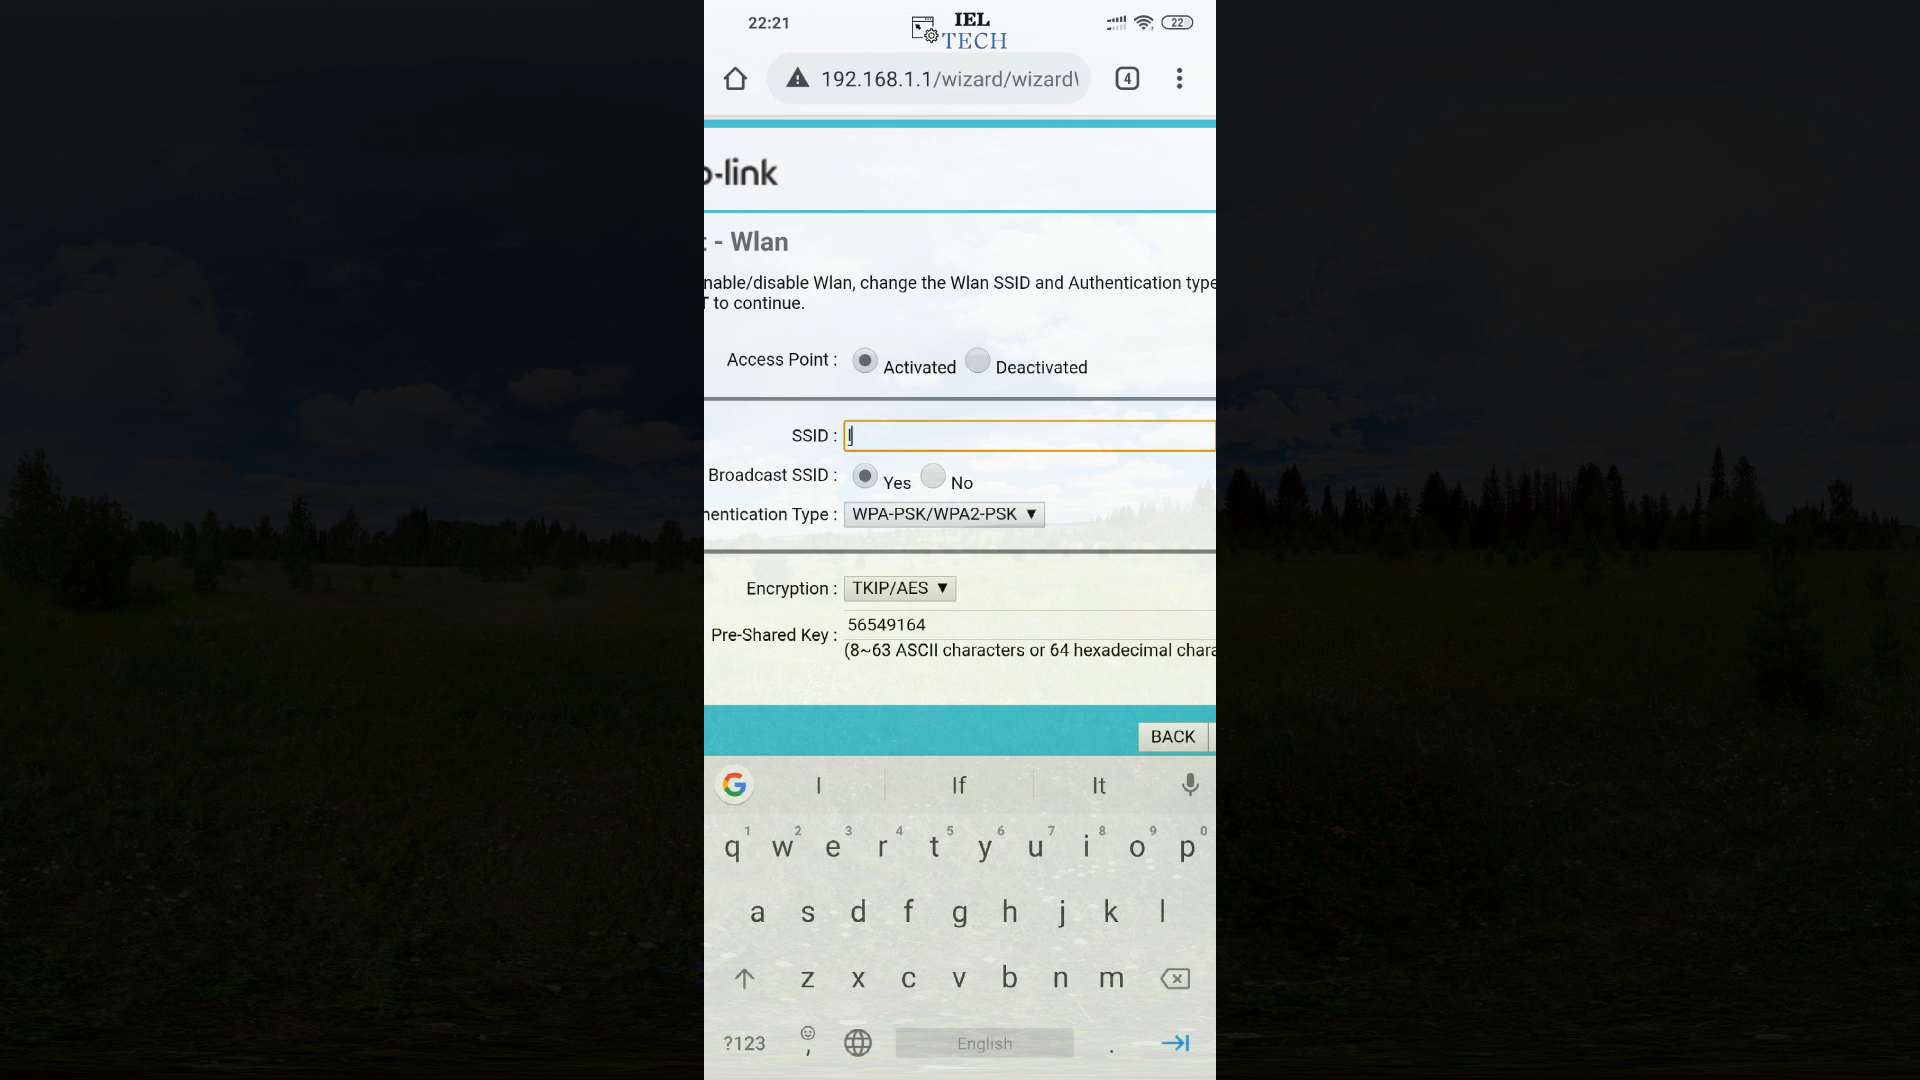 22:21
IEL
TECH
22
192.168.1.1/wizard/wizard
4
p-link
t - Wlan
nable/disable Wlan, change the Wlan SSID and Authentication type
T to continue.
Access Point :
Activated
Deactivated
SSID :
I
Broadcast SSID :
Yes
No
hentication Type :
WPA-PSK/WPA2-PSK
Encryption :
TKIP/AES
Pre-Shared Key :
56549164
(8~63 ASCII characters or 64 hexadecimal chara
BACK
G
I
If
It
1 2 3 4 5 6 7 8 9 0
q w e r t y u i o p
a s d f g h j k l
z x c v b n m
?123
,
English
.